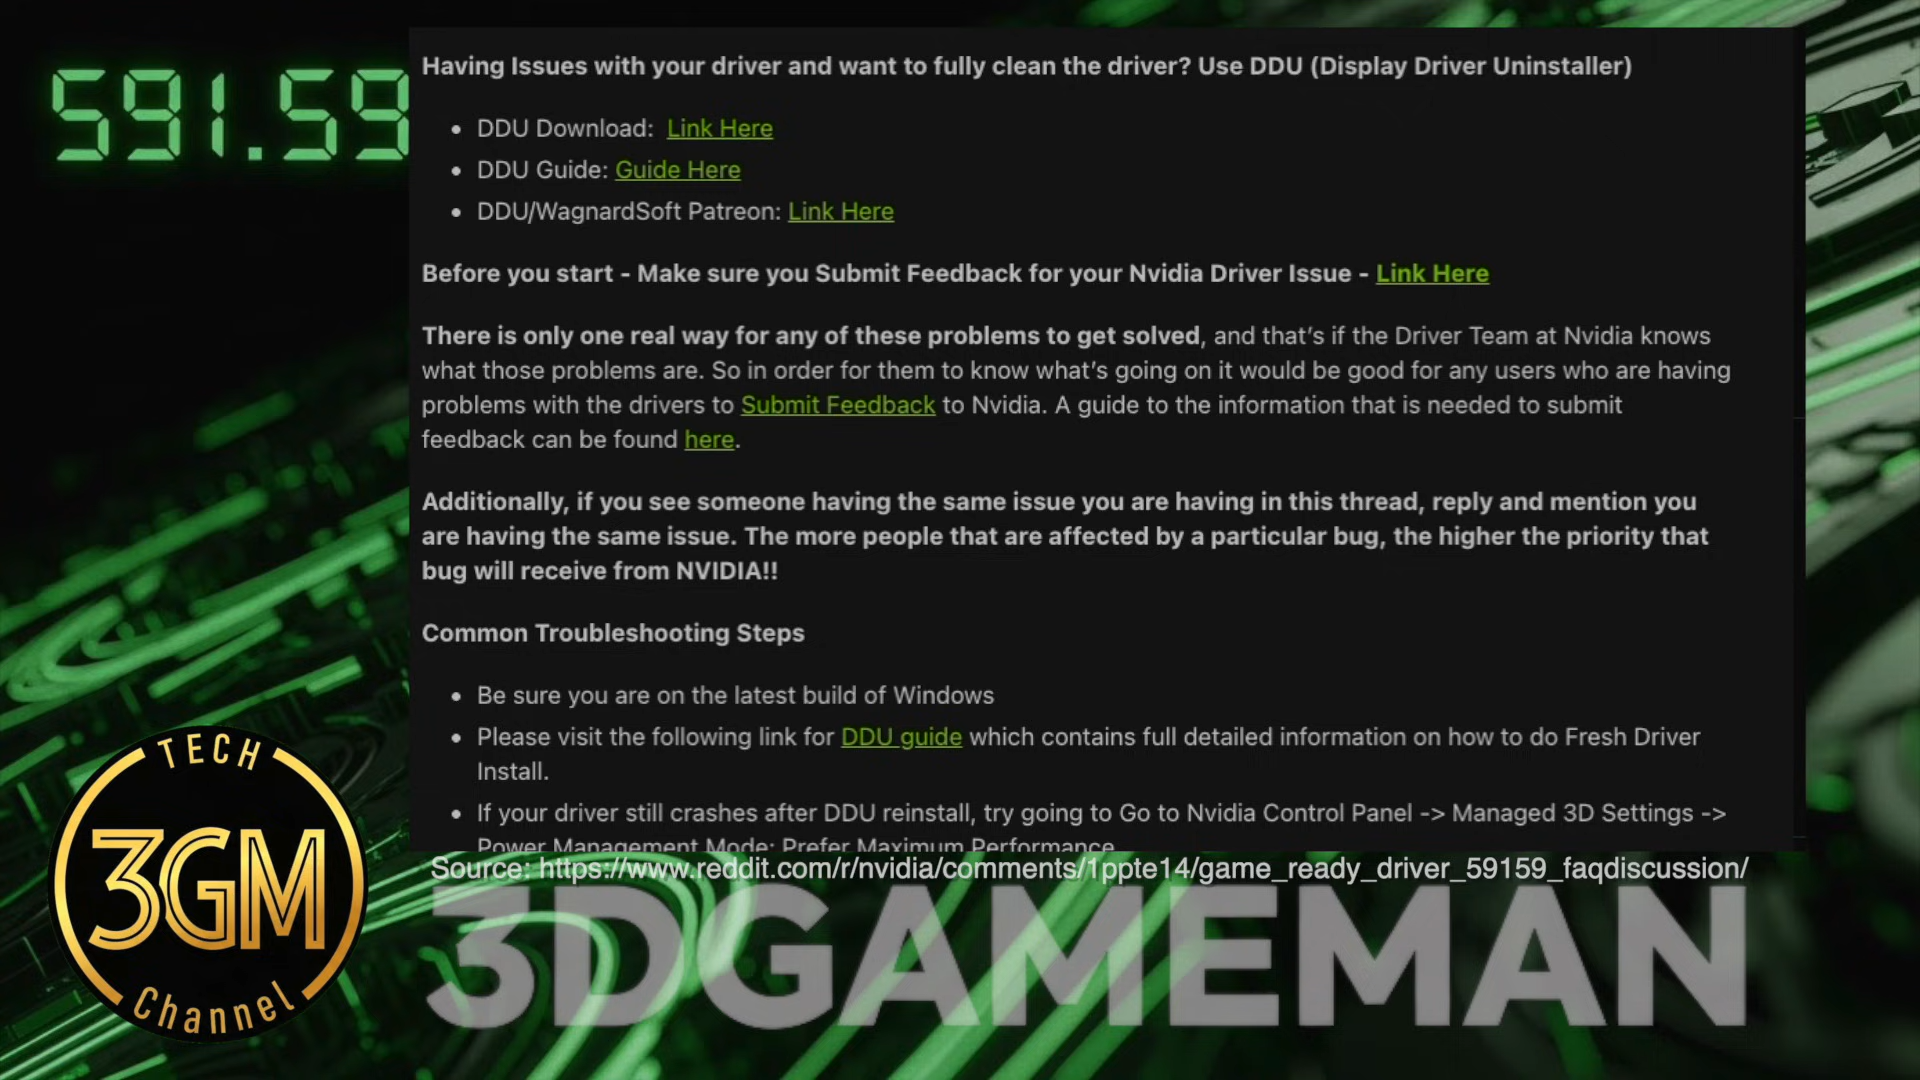 591.59
Having Issues with your driver and want to fully clean the driver? Use DDU (Display Driver Uninstaller)
• DDU Download: Link Here
• DDU Guide: Guide Here
• DDU/WagnardSoft Patreon: Link Here
Before you start - Make sure you Submit Feedback for your Nvidia Driver Issue - Link Here
There is only one real way for any of these problems to get solved, and that’s if the Driver Team at Nvidia knows
what those problems are. So in order for them to know what’s going on it would be good for any users who are having
problems with the drivers to Submit Feedback to Nvidia. A guide to the information that is needed to submit
feedback can be found here.
Additionally, if you see someone having the same issue you are having in this thread, reply and mention you
are having the same issue. The more people that are affected by a particular bug, the higher the priority that
bug will receive from NVIDIA!!
Common Troubleshooting Steps
• Be sure you are on the latest build of Windows
• Please visit the following link for DDU guide which contains full detailed information on how to do Fresh Driver
Install.
• If your driver still crashes after DDU reinstall, try going to Go to Nvidia Control Panel -> Managed 3D Settings ->
Power Management Mode: Prefer Maximum Performance
Source: https://www.reddit.com/r/nvidia/comments/1ppte14/game_ready_driver_59159_faqdiscussion/
TECH
3GM
Channel
3DGAMEMAN